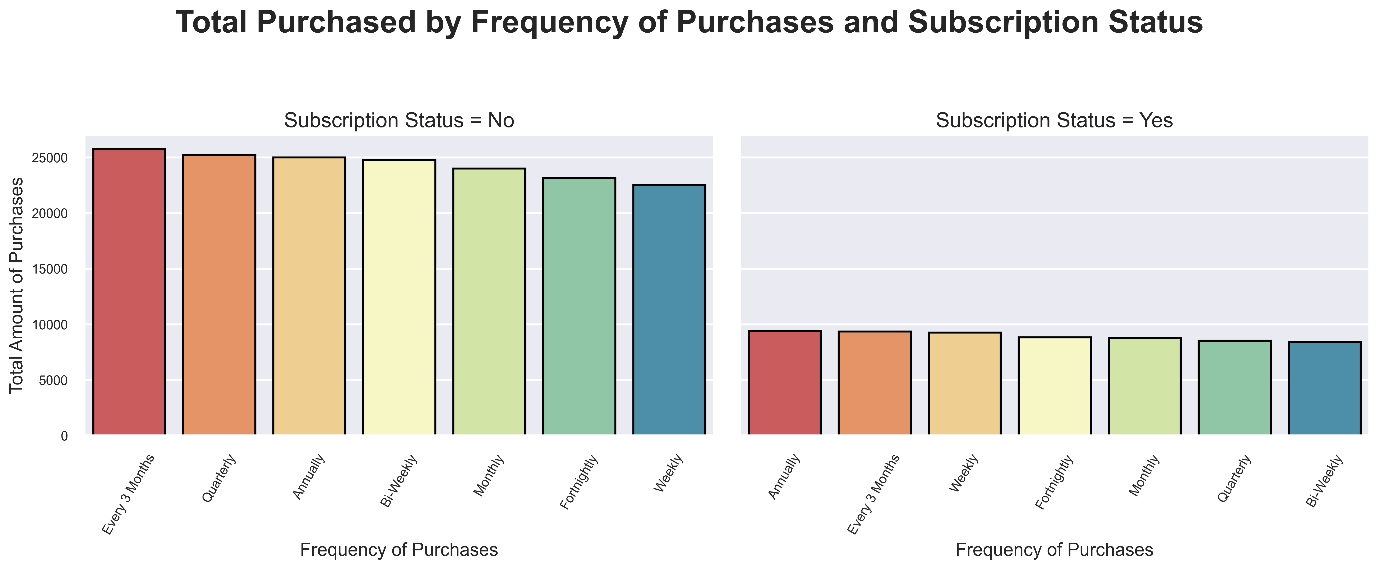 Total Purchased by Frequency of Purchases and Subscription Status
Subscription Status = No
Subscription Status = Yes
Total Amount of Purchases
25000
20000
15000
10000
5000
0
Every 3 Months
Quarterly
Annually
Bi-Weekly
Monthly
Fortnightly
Weekly
Annually
Every 3 Months
Weekly
Fortnightly
Monthly
Quarterly
Bi-Weekly
Frequency of Purchases
Frequency of Purchases